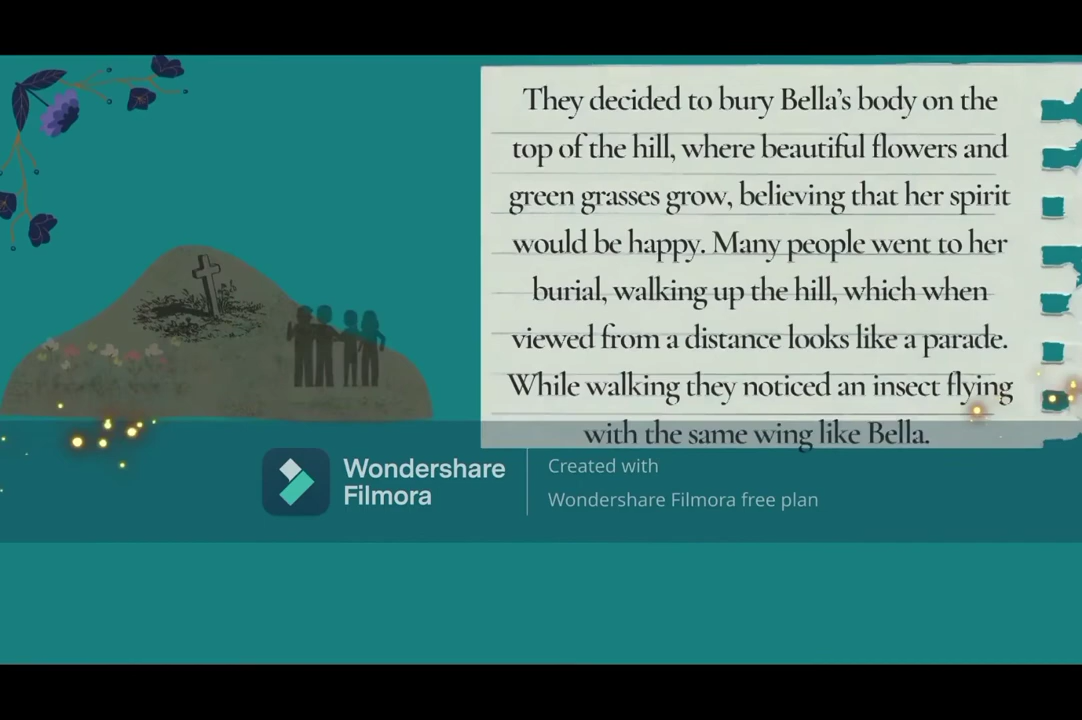 They decided to bury Bella's body on the
top of the hill, where beautiful flowers and
green grasses grow, believing that her spirit
would be happy. Many people went to her
burial, walking up the hill, which when
viewed from a distance looks like a parade.
While walking they noticed an insect flying
with the same wing like Bella.
Wondershare
Filmora
Created with
Wondershare Filmora free plan